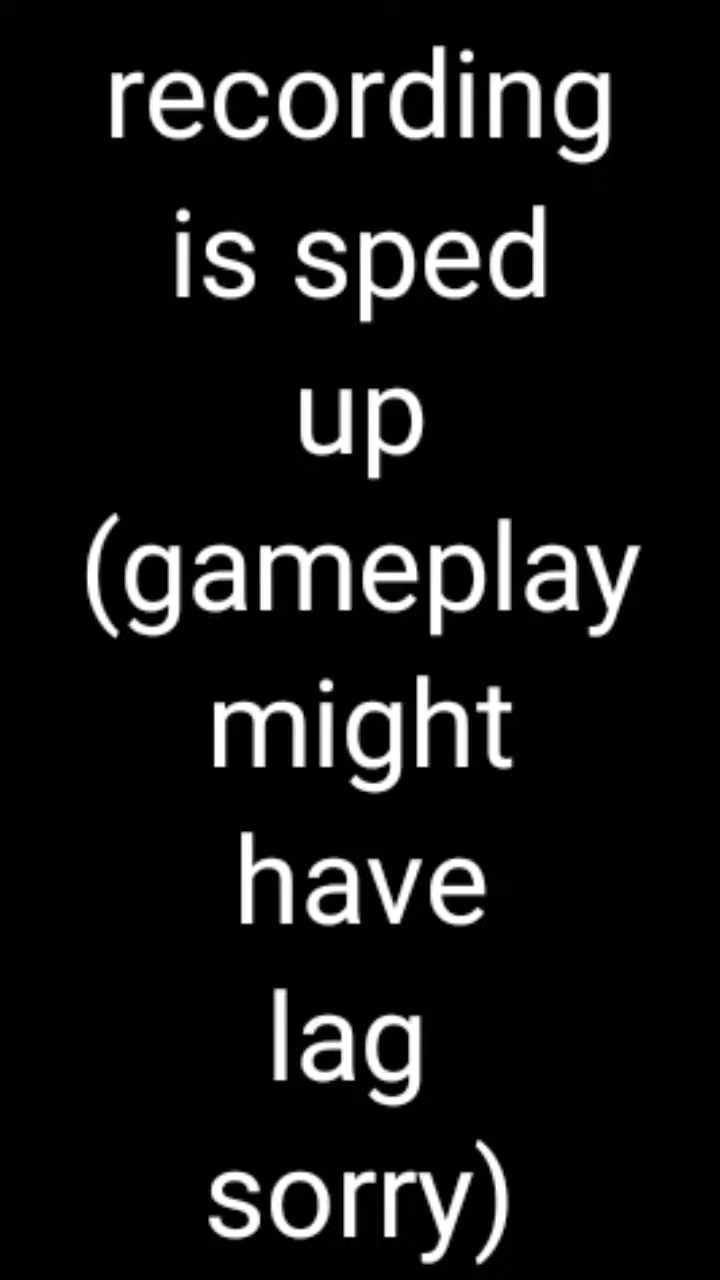 recording
is sped
up
(gameplay
might
have
lag
sorry)